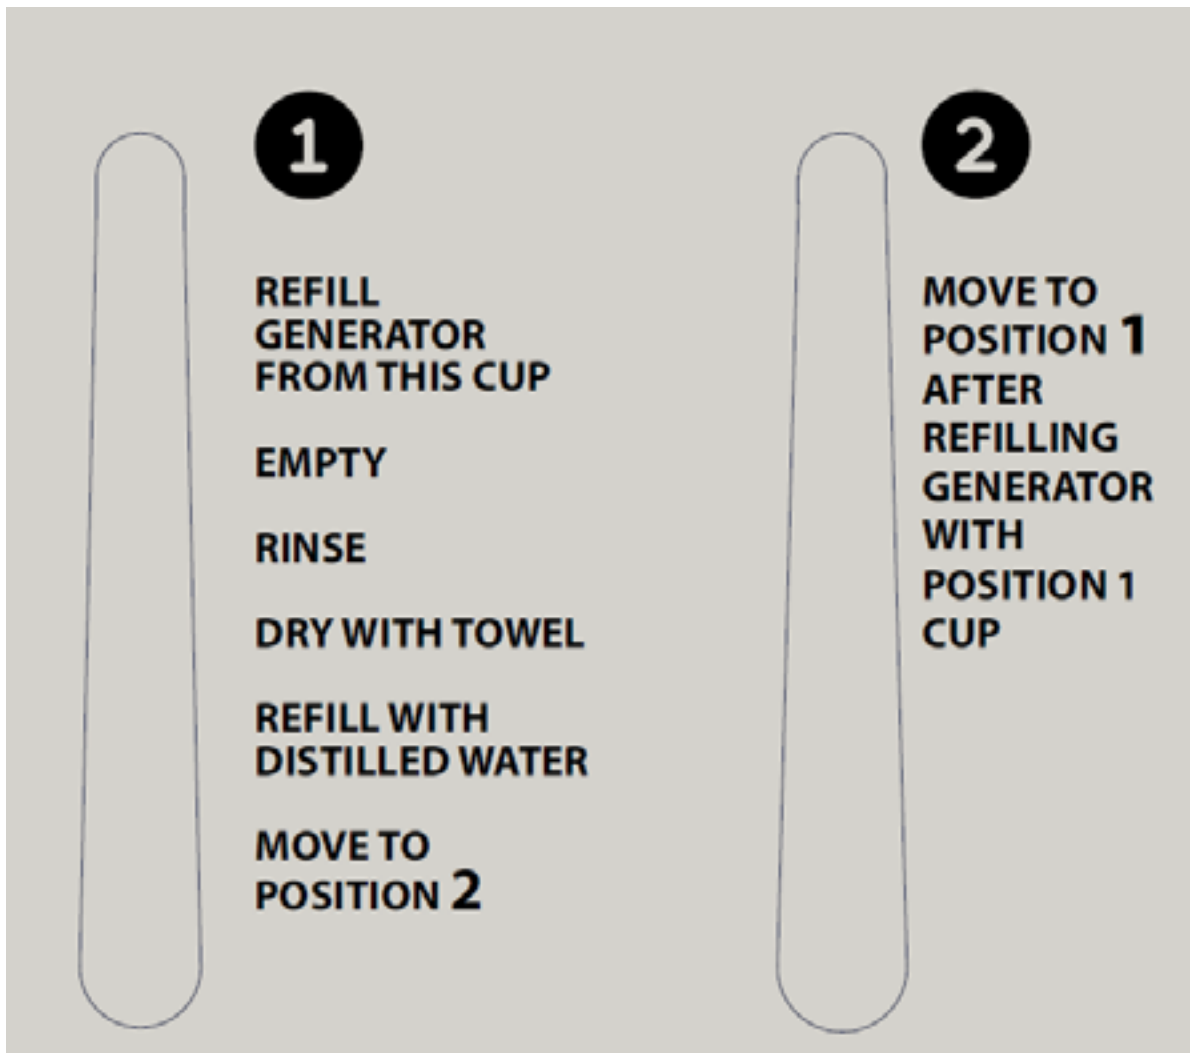 1
REFILL
GENERATOR
FROM THIS CUP
EMPTY
RINSE
DRY WITH TOWEL
REFILL WITH
DISTILLED WATER
MOVE TO
POSITION 2
2
MOVE TO
POSITION 1
AFTER
REFILLING
GENERATOR
WITH
POSITION 1
CUP